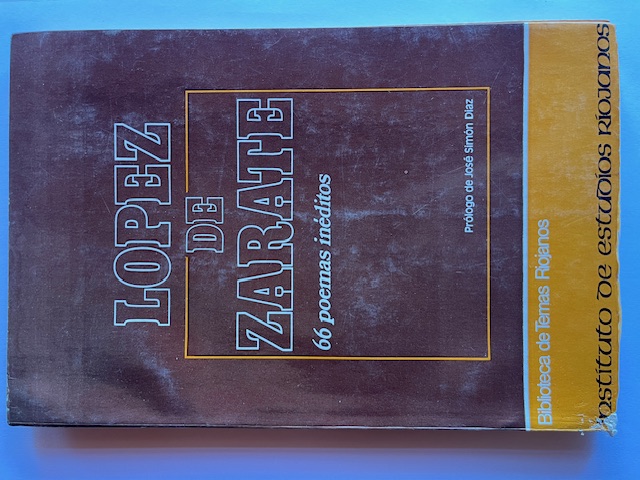 LOPEZ
DE
ZARATE
66 poemas inéditos
Prólogo de José Simón Díaz
Biblioteca de Temas Riojanos
instituto de estudios Riojanos